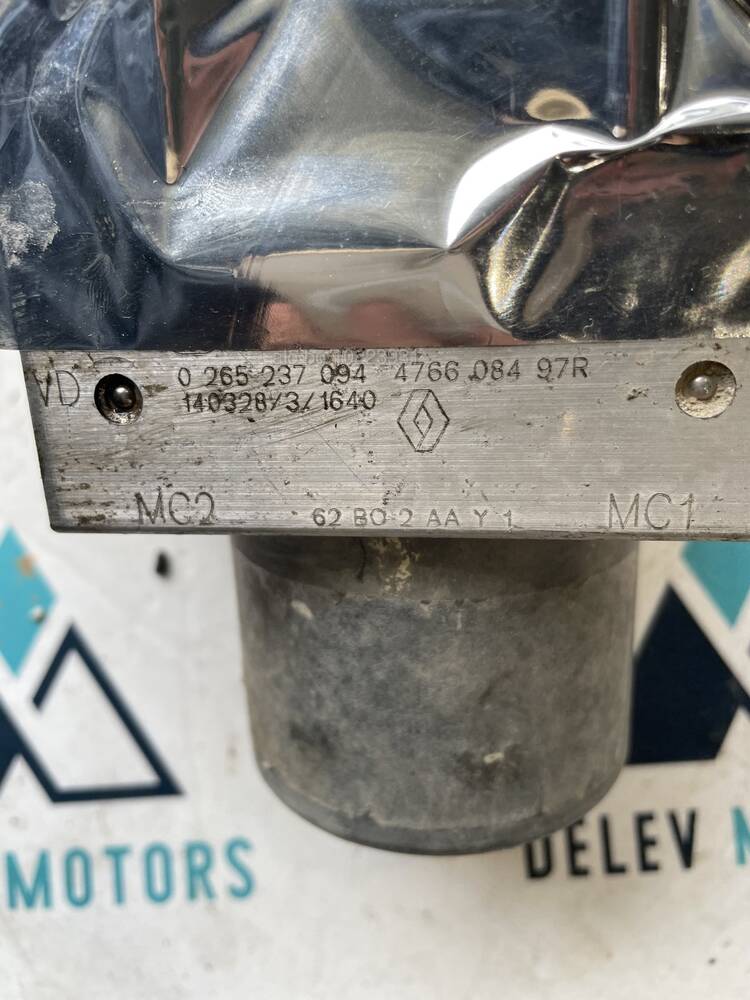 VD 0 265 237 094 4766 084 97R
140328/3/1640
MC2 62 BO 2 AA Y 1 MC1
MOTORS DELEV